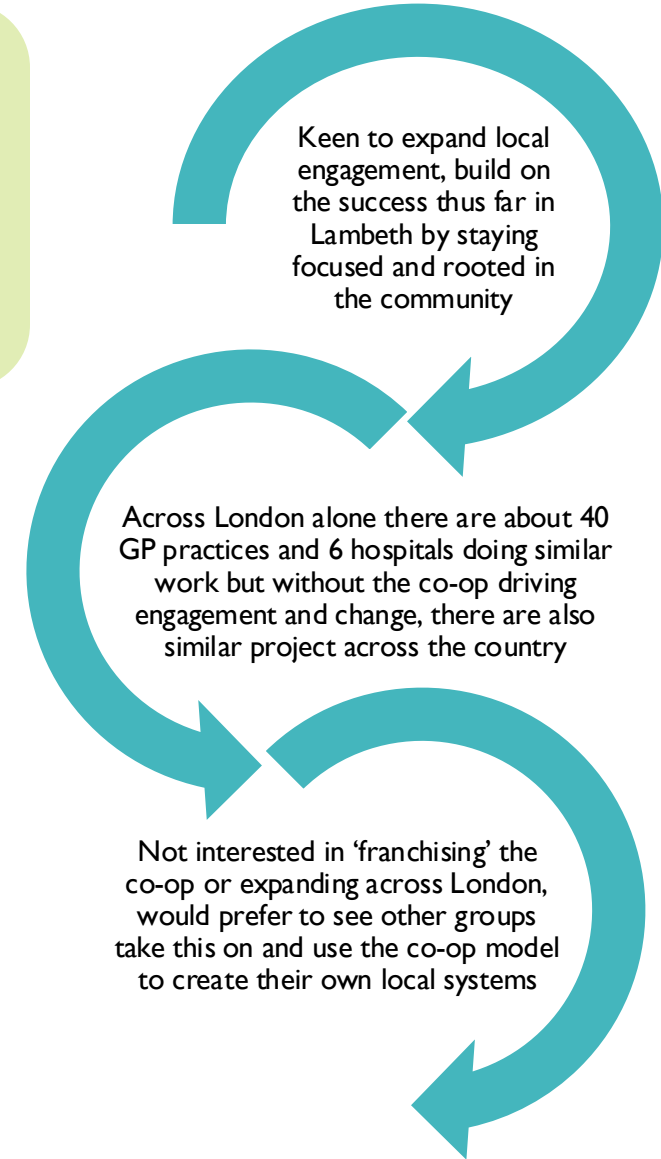 Keen to expand local
engagement, build on
the success thus far in
Lambeth by staying
focused and rooted in
the community
Across London alone there are about 40
GP practices and 6 hospitals doing similar
work but without the co-op driving
engagement and change, there are also
similar project across the country
Not interested in ‘franchising’ the
co-op or expanding across London,
would prefer to see other groups
take this on and use the co-op model
to create their own local systems